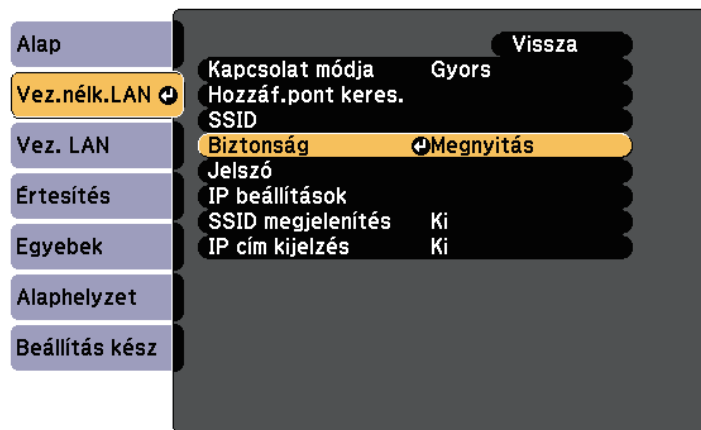 Alap
Vez.nélk.LAN
Vez. LAN
Értesítés
Egyebek
Alaphelyzet
Beállítás kész
Vissza
Kapcsolat módja Gyors
Hozzáf.pont keres.
SSID
Biztonság Megnyitás
Jelszó
IP beállítások
SSID megjelenítés Ki
IP cím kijelzés Ki